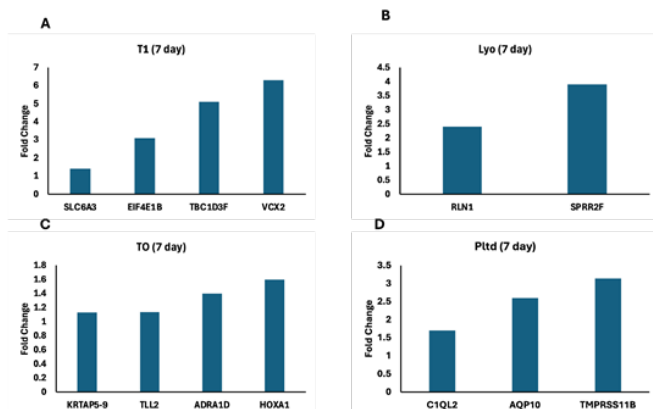 A
T1 (7 day)
Fold Change
7
6
5
4
3
2
1
0
SLC6A3 EIF4E1B TBC1D3F VCX2
B
Lyo (7 day)
Fold Change
4.5
4
3.5
3
2.5
2
1.5
1
0.5
0
RLN1 SPRR2F
C
TO (7 day)
Fold Change
1.8
1.6
1.4
1.2
1
0.8
0.6
0.4
0.2
0
KRTAP5-9 TLL2 ADRA1D HOXA1
D
Pltd (7 day)
Fold Change
3.5
3
2.5
2
1.5
1
0.5
0
C1QL2 AQP10 TMPRSS11B